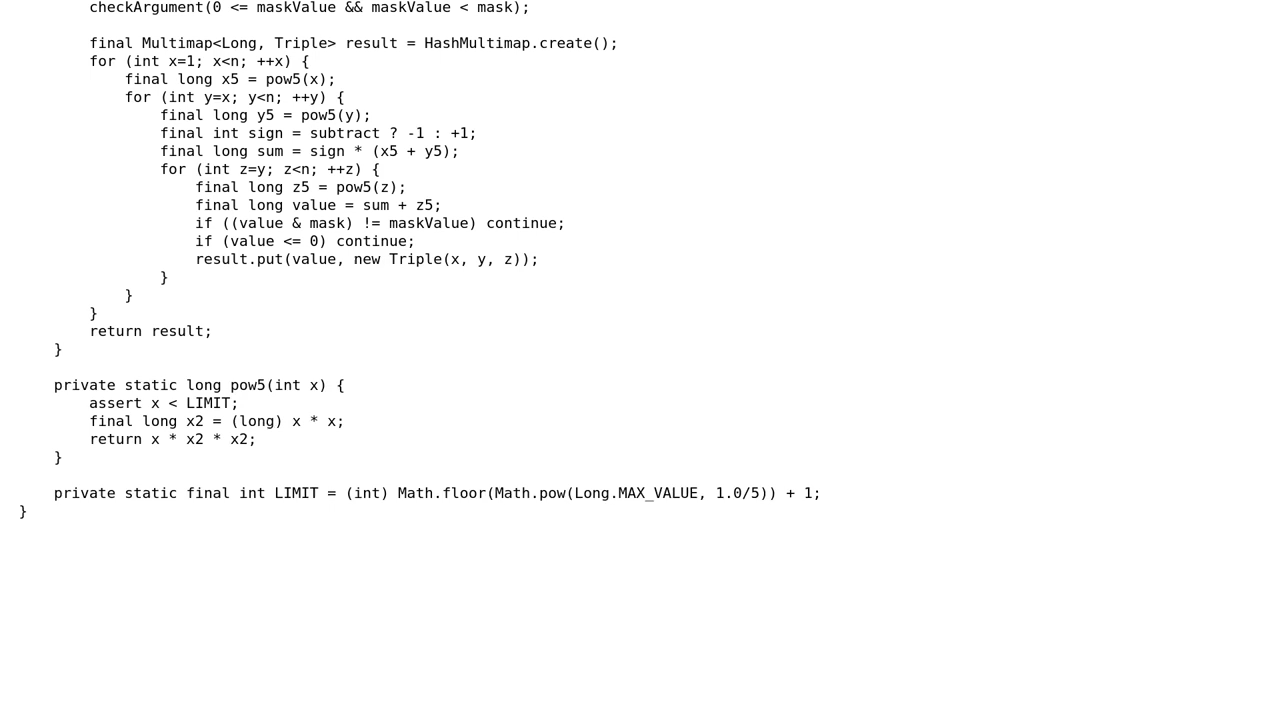 checkArgument(0 <= maskValue && maskValue < mask);

        final Multimap<Long, Triple> result = HashMultimap.create();
        for (int x=1; x<n; ++x) {
            final long x5 = pow5(x);
            for (int y=x; y<n; ++y) {
                final long y5 = pow5(y);
                final int sign = subtract ? -1 : +1;
                final long sum = sign * (x5 + y5);
                for (int z=y; z<n; ++z) {
                    final long z5 = pow5(z);
                    final long value = sum + z5;
                    if ((value & mask) != maskValue) continue;
                    if (value <= 0) continue;
                    result.put(value, new Triple(x, y, z));
                }
            }
        }
        return result;
    }

    private static long pow5(int x) {
        assert x < LIMIT;
        final long x2 = (long) x * x;
        return x * x2 * x2;
    }

    private static final int LIMIT = (int) Math.floor(Math.pow(Long.MAX_VALUE, 1.0/5)) + 1;
}